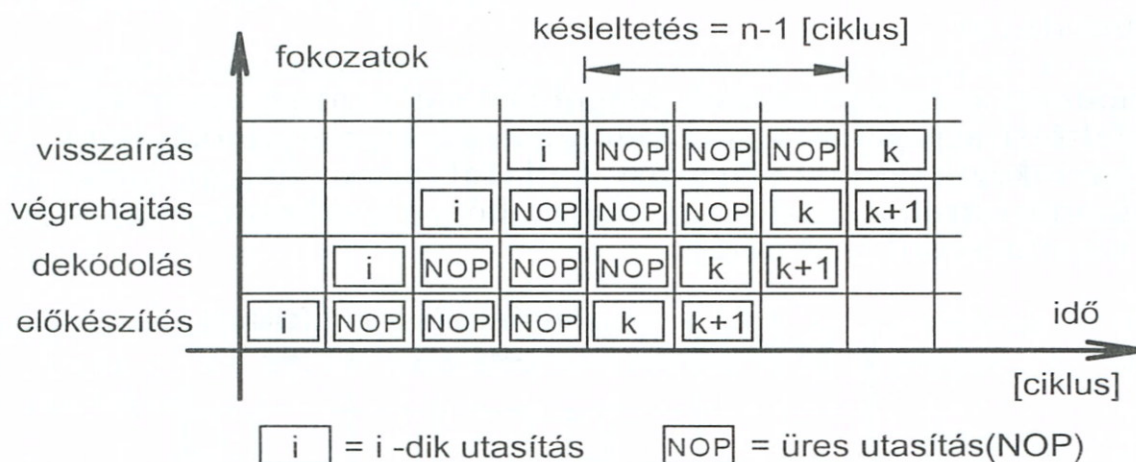 késleltetés = n-1 [ciklus]
fokozatok
visszaírás i NOP NOP NOP k
végrehajtás i NOP NOP NOP k k+1
dekódolás i NOP NOP NOP k k+1
előkészítés i NOP NOP NOP k k+1
idő
[ciklus]
i = i -dik utasítás NOP = üres utasítás(NOP)